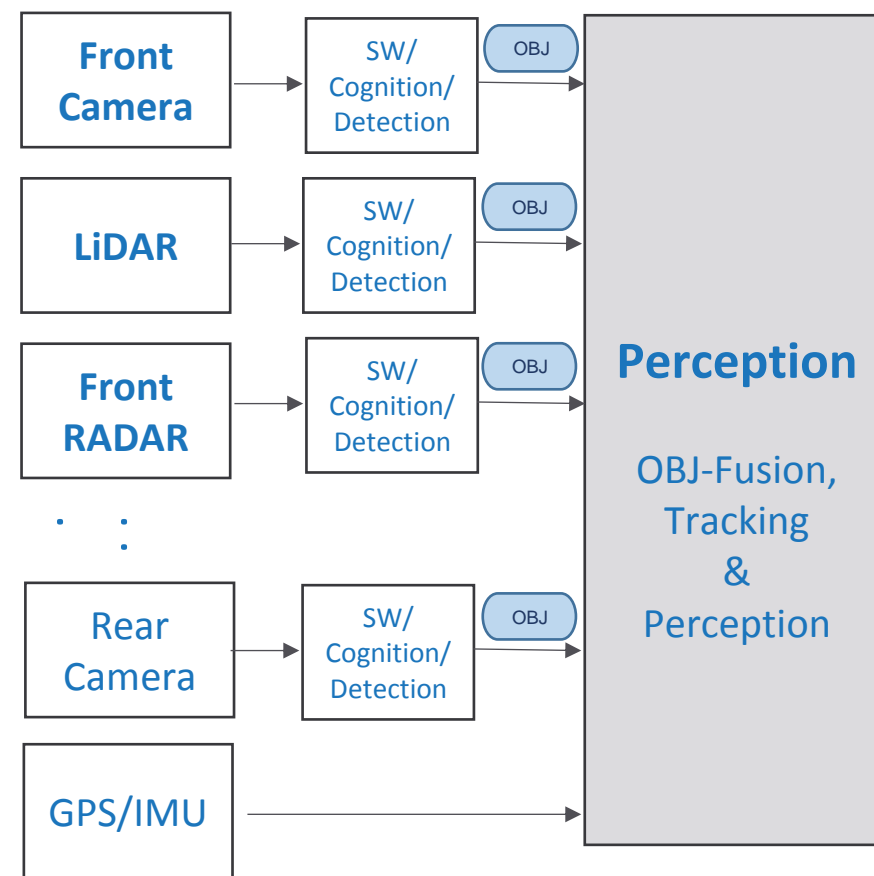 Front
Camera
SW/
Cognition/
Detection
OBJ
LiDAR
SW/
Cognition/
Detection
OBJ
Front
RADAR
SW/
Cognition/
Detection
OBJ
Rear
Camera
SW/
Cognition/
Detection
OBJ
GPS/IMU
Perception
OBJ-Fusion,
Tracking
&
Perception